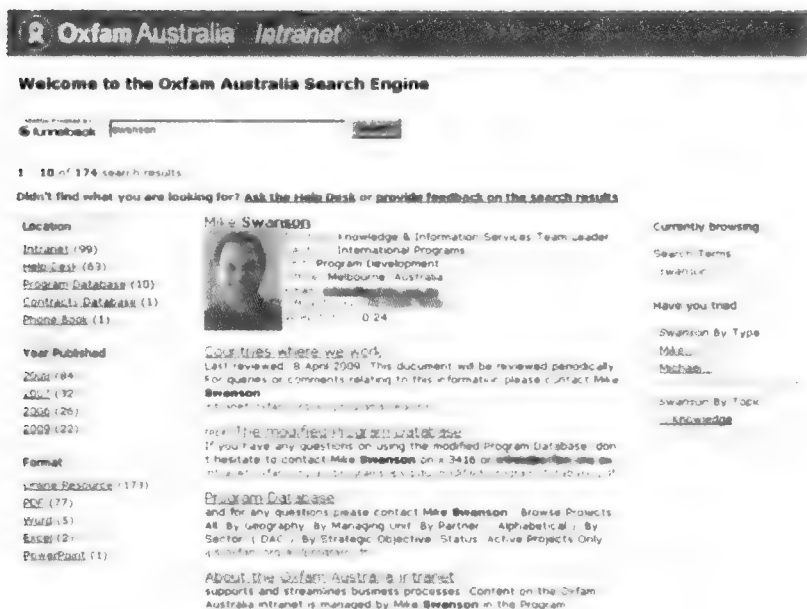 Oxfam Australia Intranet
Welcome to the Oxfam Australia Search Engine
funnelback swanson
1 10 of 174 search results
Didn't find what you are looking for? Ask the Help Desk or provide feedback on the search results
Location
Intranet (99)
Help Desk (63)
Program Database (10)
Contracts Database (1)
Phone Book (1)
Year Published
2008 (84
2007 (32
2006 (26)
2009 (22)
Format
Online Resource (173)
PDF (77)
Word (5)
Excel (2)
PowerPoint (1)
Mike Swanson
Knowledge & Information Services Team Leader
International Programs
Program Development
Melbourne Australia
0.24
Countries where we work
Last reviewed 8 April 2009 This document will be reviewed periodically
For queries or comments relating to this information please contact Mike
Swanson
The modified Program Database
If you have any questions on using the modified Program Database, don
t hesitate to contact Mike Swanson on x 3416 or
Program Database
and for any questions please contact Mike Swanson Browse Projects
All By Geography By Managing Unit By Partner Alphabetical By
Sector ( DAC ) By Strategic Objective Status Active Projects Only
About the Oxfam Australia intranet
supports and streamlines business processes Content on the Oxfam
Australia intranet is managed by Mike Swanson in the Program
Currently browsing
Search Terms
swanson
Have you tried
Swanson By Type
Mike...
Michael...
Swanson By Topic
...knowledge